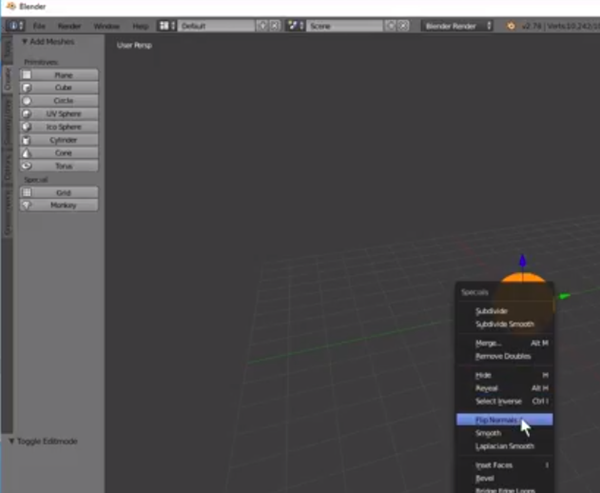 Blender
File Render Window Help Default Scene Blender Render v2.78 | Verts:10,242/10
Add Meshes
User Persp
Primitives:
Plane
Cube
Circle
UV Sphere
Ico Sphere
Cylinder
Cone
Torus
Special:
Grid
Monkey
Specials
Subdivide
Subdivide Smooth
Merge... Alt M
Remove Doubles
Hide H
Reveal Alt H
Select Inverse Ctrl I
Flip Normals
Smooth
Laplacian Smooth
Toggle Editmode
Inset Faces I
Bevel
Bridge Edge Loops